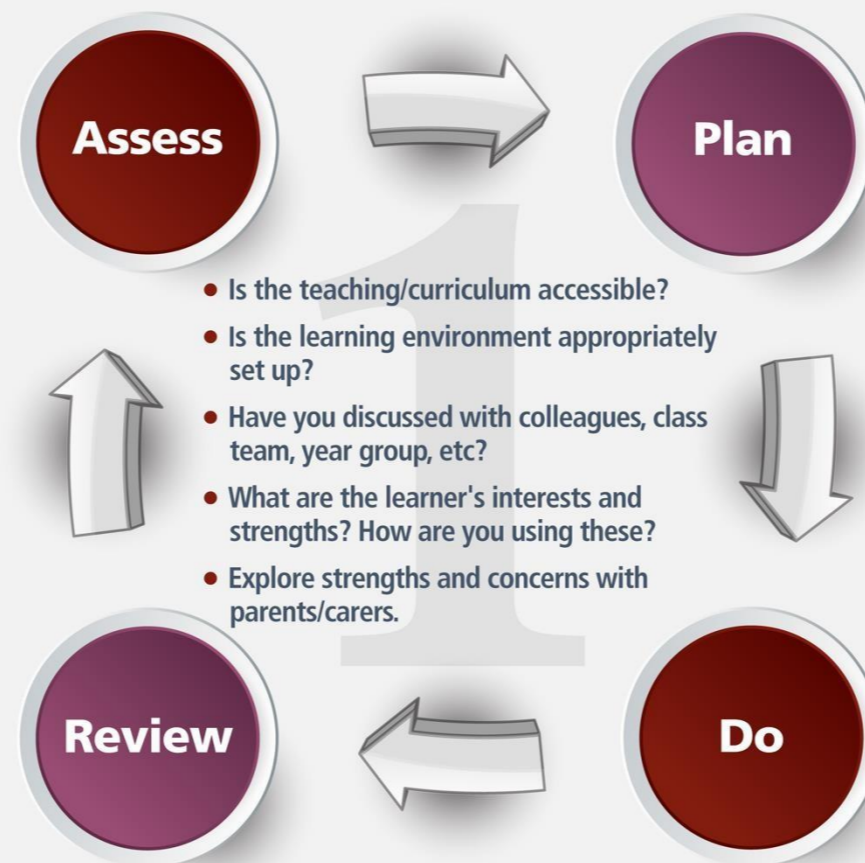 Assess
Plan
1
• Is the teaching/curriculum accessible?
• Is the learning environment appropriately
set up?
• Have you discussed with colleagues, class
team, year group, etc?
• What are the learner's interests and
strengths? How are you using these?
• Explore strengths and concerns with
parents/carers.
Review
Do